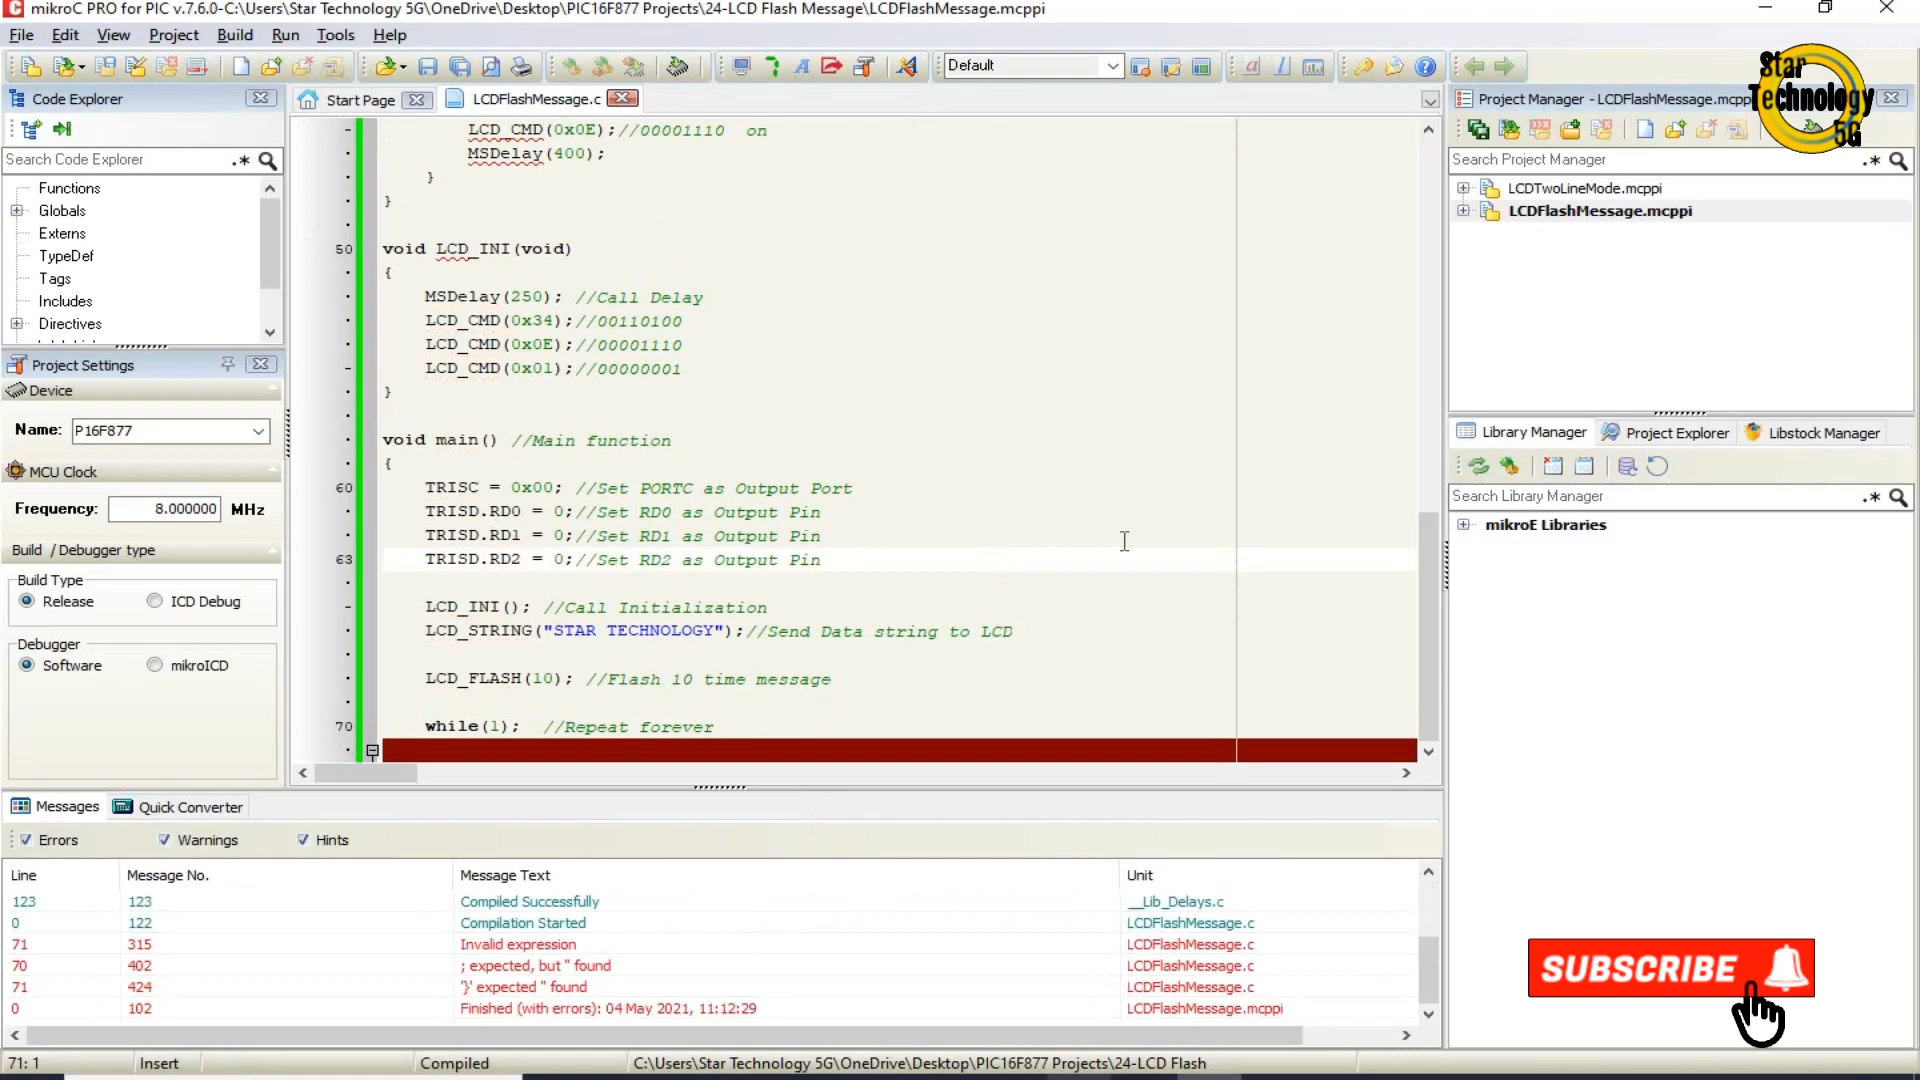 mikroC PRO for PIC v.7.6.0-C:\Users\Star Technology 5G\OneDrive\Desktop\PIC16F877 Projects\24-LCD Flash Message\LCDFlashMessage.mcppi
File Edit View Project Build Run Tools Help
Default
Star Technology 5G
Code Explorer
Search Code Explorer .*
Functions
Globals
Externs
TypeDef
Tags
Includes
Directives
Project Settings
Device
Name: P16F877
MCU Clock
Frequency: 8.000000 MHz
Build / Debugger type
Build Type
Release ICD Debug
Debugger
Software mikroICD
Start Page LCDFlashMessage.c
LCD_CMD(0x0E);//00001110 on
MSDelay(400);
}
}
50 void LCD_INI(void)
{
MSDelay(250); //Call Delay
LCD_CMD(0x34);//00110100
LCD_CMD(0x0E);//00001110
LCD_CMD(0x01);//00000001
}
void main() //Main function
{
60 TRISC = 0x00; //Set PORTC as Output Port
TRISD.RD0 = 0;//Set RD0 as Output Pin
TRISD.RD1 = 0;//Set RD1 as Output Pin
63 TRISD.RD2 = 0;//Set RD2 as Output Pin
LCD_INI(); //Call Initialization
LCD_STRING("STAR TECHNOLOGY");//Send Data string to LCD
LCD_FLASH(10); //Flash 10 time message
70 while(1); //Repeat forever
Project Manager - LCDFlashMessage.mcppi
Search Project Manager .*
LCDTwoLineMode.mcppi
LCDFlashMessage.mcppi
Library Manager Project Explorer Libstock Manager
Search Library Manager .*
mikroE Libraries
Messages Quick Converter
Errors Warnings Hints
Line Message No. Message Text Unit
123 123 Compiled Successfully __Lib_Delays.c
0 122 Compilation Started LCDFlashMessage.c
71 315 Invalid expression LCDFlashMessage.c
70 402 ; expected, but '' found LCDFlashMessage.c
71 424 '}' expected '' found LCDFlashMessage.c
0 102 Finished (with errors): 04 May 2021, 11:12:29 LCDFlashMessage.mcppi
SUBSCRIBE
71: 1 Insert Compiled C:\Users\Star Technology 5G\OneDrive\Desktop\PIC16F877 Projects\24-LCD Flash